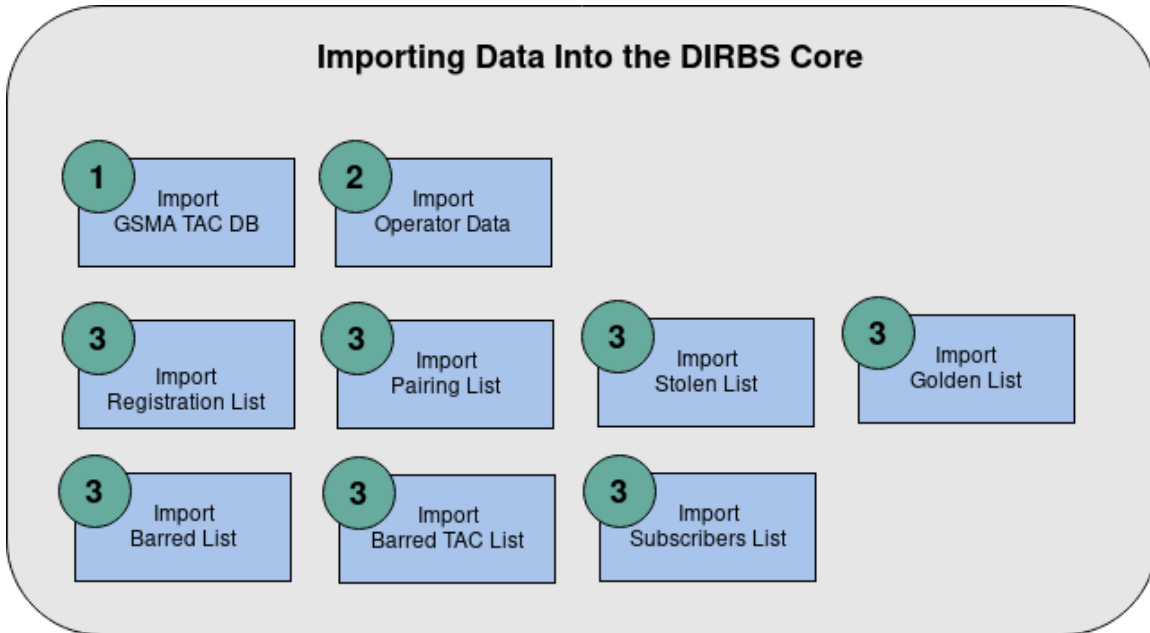 Importing Data Into the DIRBS Core
1
Import
GSMA TAC DB
2
Import
Operator Data
3
Import
Registration List
3
Import
Pairing List
3
Import
Stolen List
3
Import
Golden List
3
Import
Barred List
3
Import
Barred TAC List
3
Import
Subscribers List